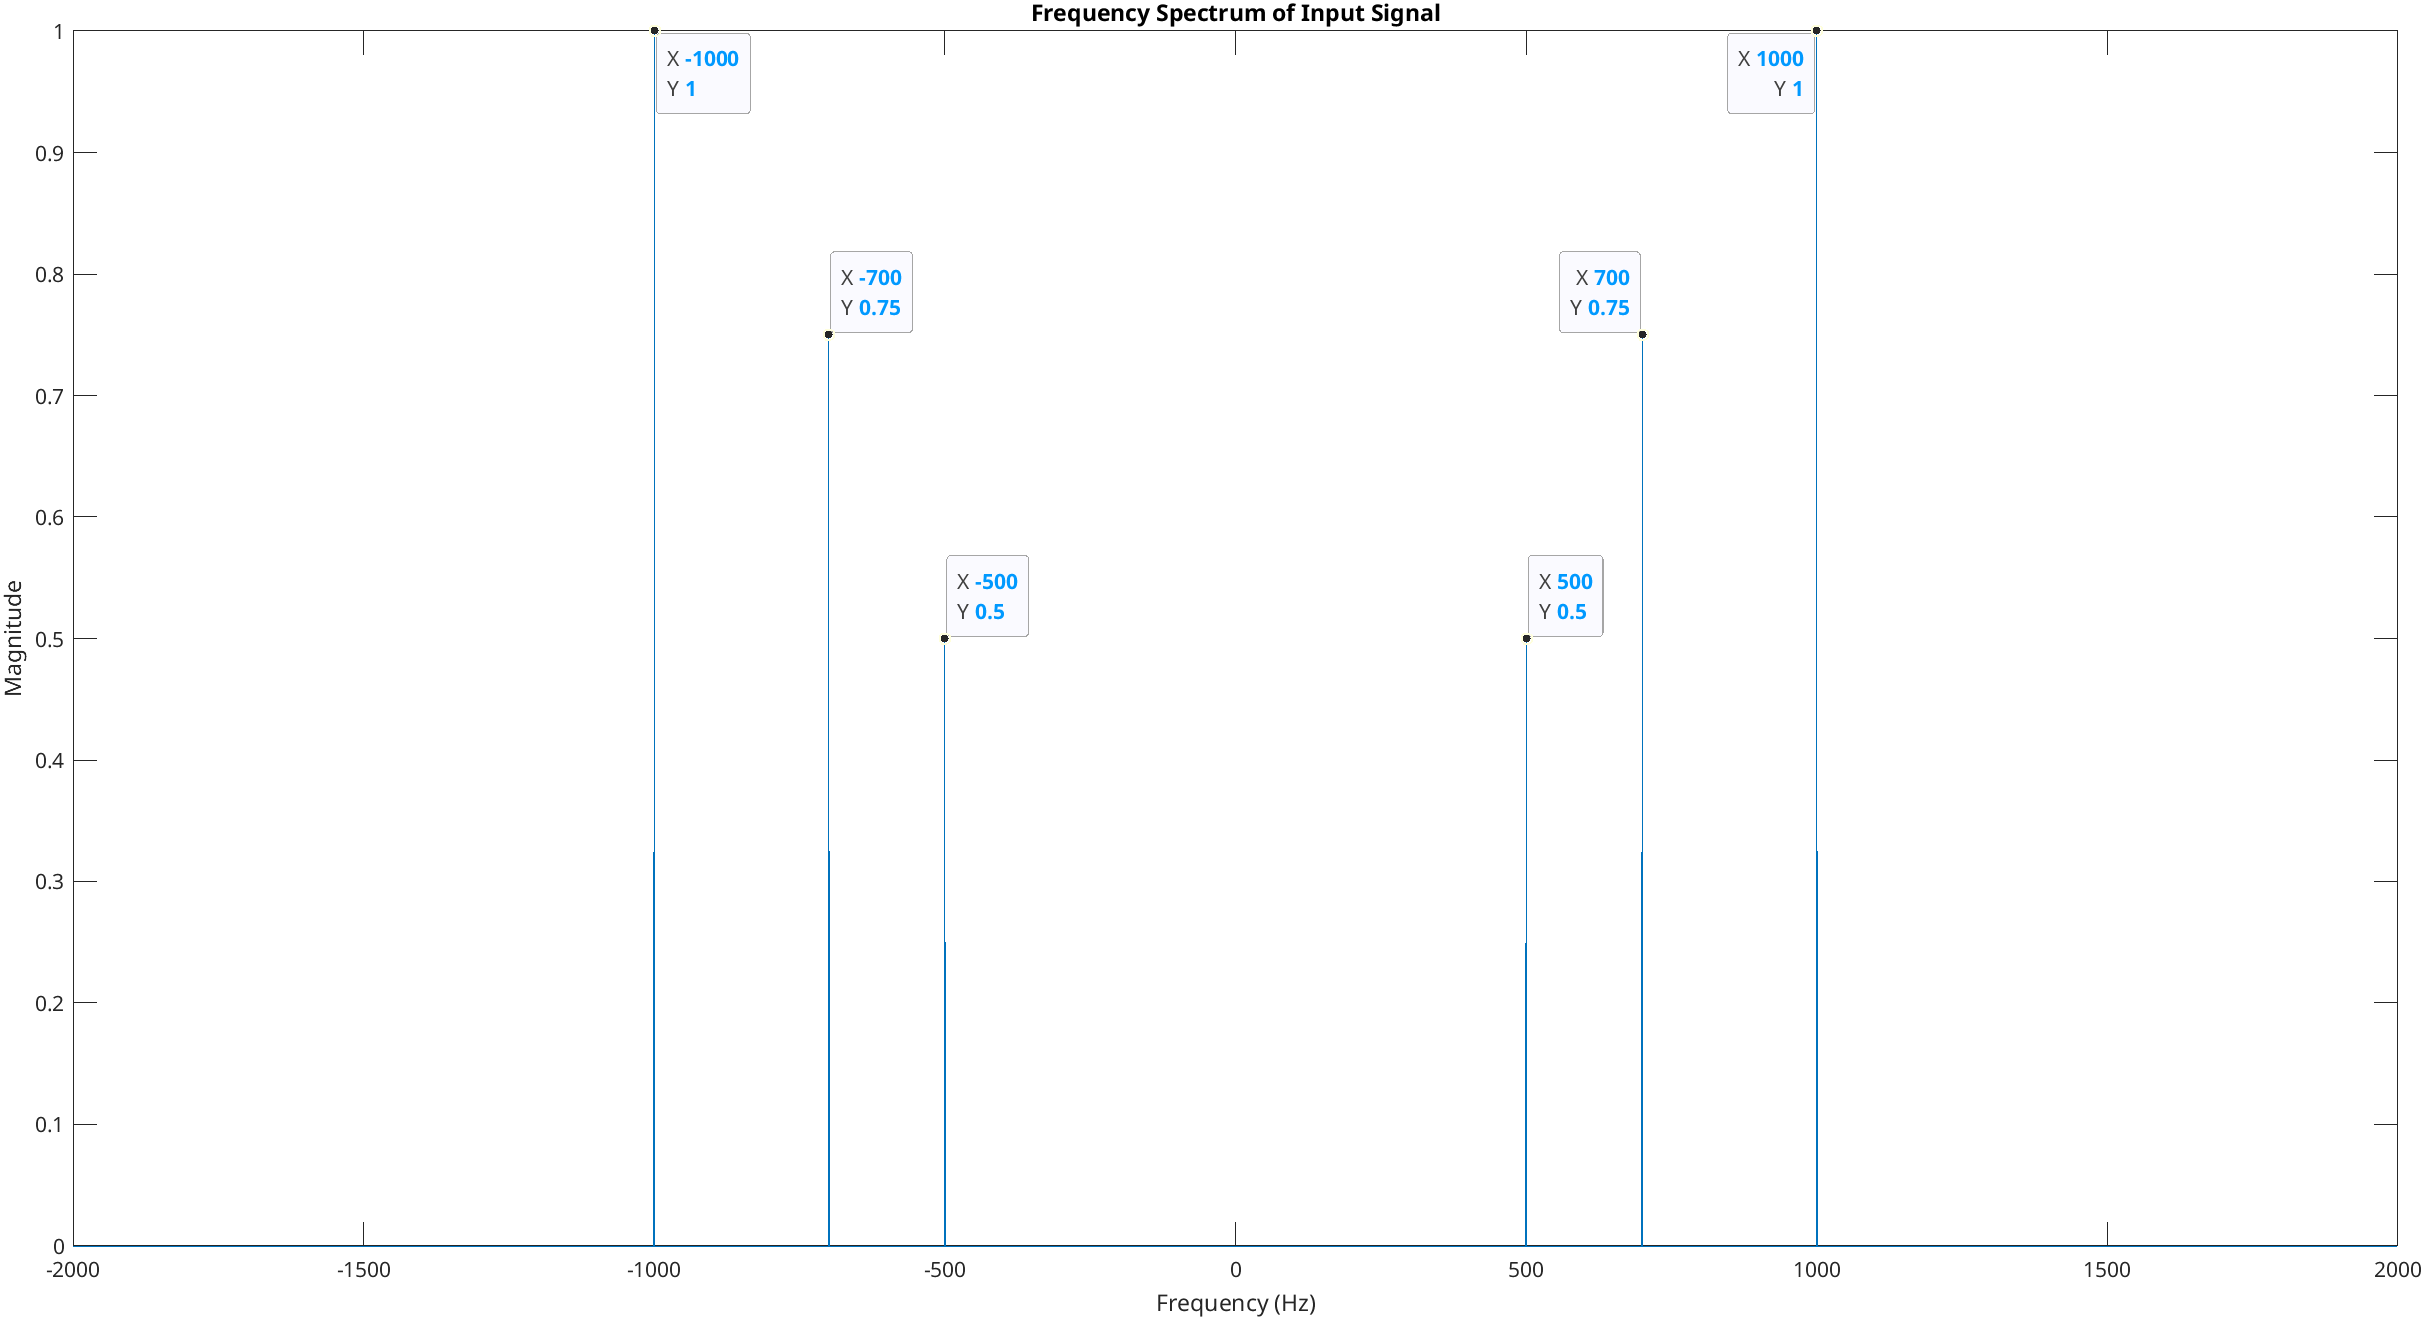 Frequency Spectrum of Input Signal
1
X -1000
Y 1
X 1000
Y 1
0.9
0.8
X -700
Y 0.75
X 700
Y 0.75
0.7
0.6
X -500
Y 0.5
X 500
Y 0.5
0.5
0.4
0.3
0.2
0.1
0
Magnitude
-2000 -1500 -1000 -500 0 500 1000 1500 2000
Frequency (Hz)